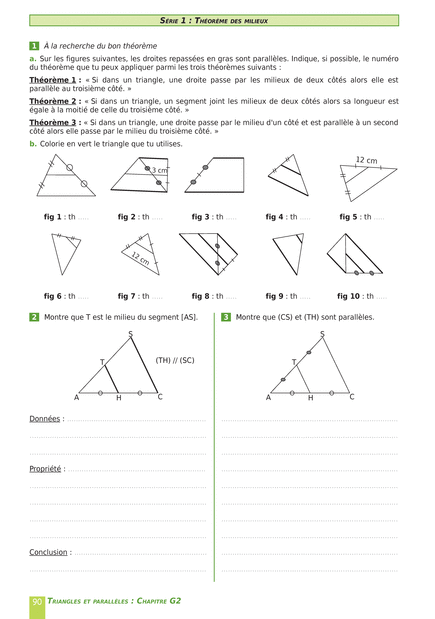 SÉRIE 1 : THÉORÈME DES MILIEUX
1 À la recherche du bon théorème
a. Sur les figures suivantes, les droites repassées en gras sont parallèles. Indique, si possible, le numéro
du théorème que tu peux appliquer parmi les trois théorèmes suivants :
Théorème 1 : « Si dans un triangle, une droite passe par les milieux de deux côtés alors elle est
parallèle au troisième côté. »
Théorème 2 : « Si dans un triangle, un segment joint les milieux de deux côtés alors sa longueur est
égale à la moitié de celle du troisième côté. »
Théorème 3 : « Si dans un triangle, une droite passe par le milieu d'un côté et est parallèle à un second
côté alors elle passe par le milieu du troisième côté. »
b. Colorie en vert le triangle que tu utilises.
3 cm
12 cm
fig 1 : th ..... fig 2 : th ..... fig 3 : th ..... fig 4 : th ..... fig 5 : th .....
12 cm
fig 6 : th ..... fig 7 : th ..... fig 8 : th ..... fig 9 : th ..... fig 10 : th .....
2 Montre que T est le milieu du segment [AS].
S
T
(TH) // (SC)
A H C
Données :
Propriété :
Conclusion :
3 Montre que (CS) et (TH) sont parallèles.
S
T
A H C
90 TRIANGLES ET PARALLÈLES : CHAPITRE G2